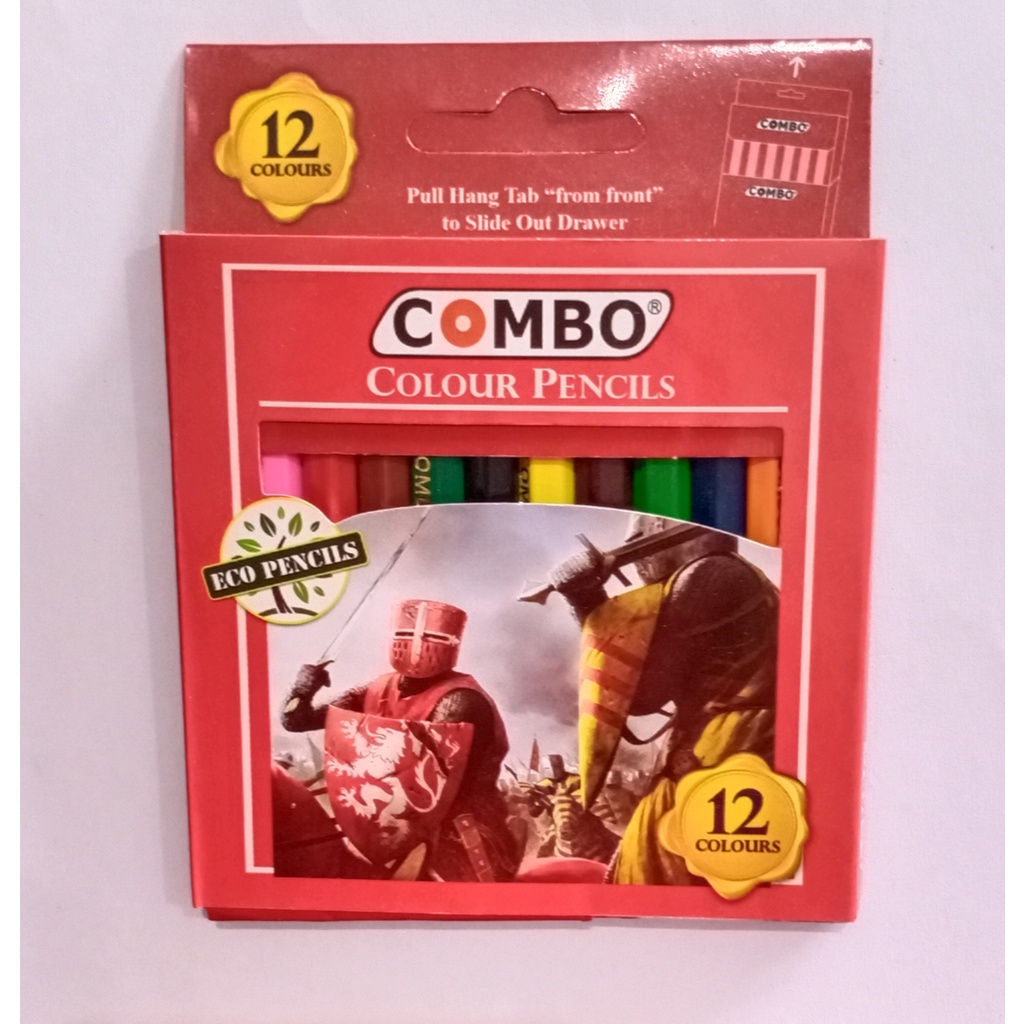 12
COLOURS
Pull Hang Tab “from front”
to Slide Out Drawer
COMBO
COMBO
COMBO®
COLOUR PENCILS
ECO PENCILS
12
COLOURS